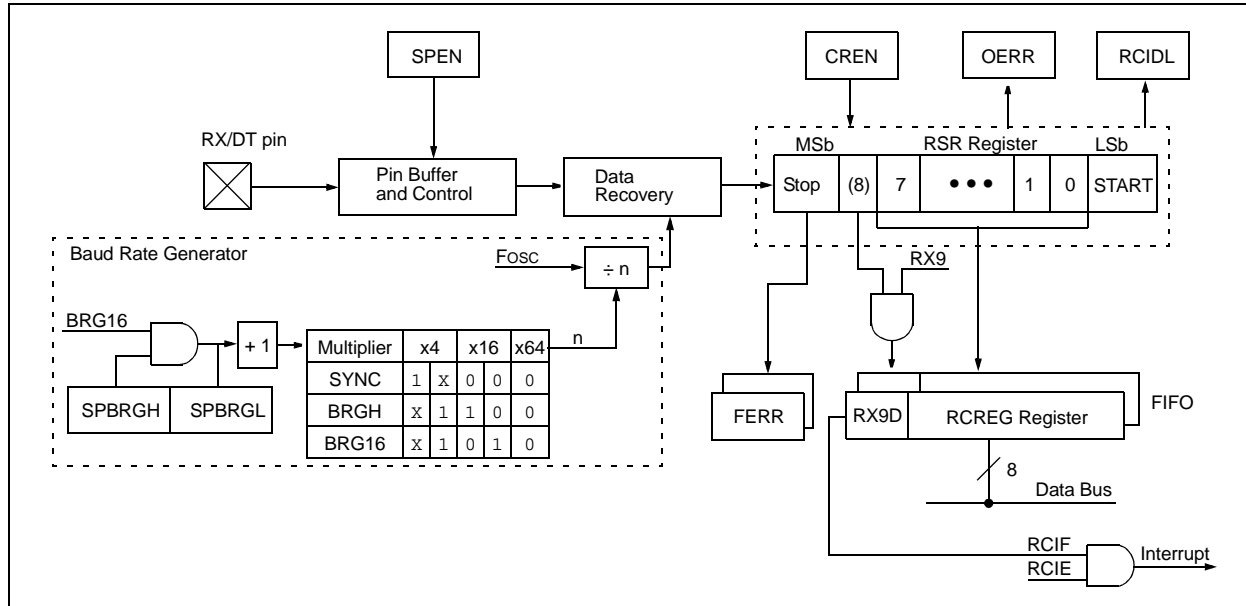 SPEN
CREN
OERR
RCIDL
RX/DT pin
MSb
RSR Register
LSb
Pin Buffer
and Control
Data
Recovery
Stop (8) 7 ••• 1 0 START
Baud Rate Generator
FOSC
÷ n
RX9
BRG16
+ 1
n
Multiplier x4 x16 x64
SYNC 1 X 0 0 0
BRGH X 1 1 0 0
BRG16 X 1 0 1 0
SPBRGH SPBRGL
FERR
RX9D RCREG Register
FIFO
8
Data Bus
RCIF
RCIE
Interrupt